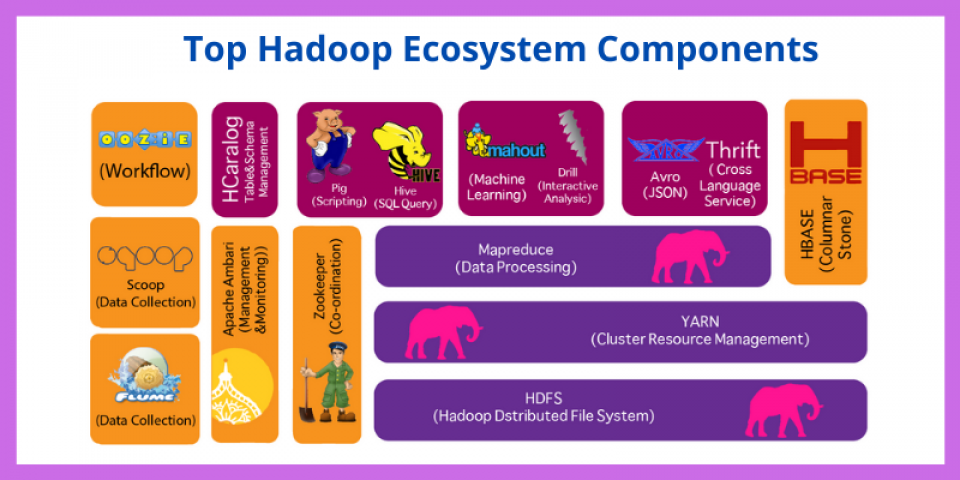 Top Hadoop Ecosystem Components
OOZIE
(Workflow)
HCaralog
Table&Schema
Management
Pig
(Scripting)
HIVE
Hive
(SQL Query)
mahout
(Machine
Learning)
Drill
(Interactive
Analysis)
AVRO
Avro
(JSON)
Thrift
( Cross
Language
Service)
H
BASE
HBASE
(Columnar
Stone)
sqoop
Scoop
(Data Collection)
Apache Ambari
(Management
&Monitoring))
Zookeeper
(Co-ordination)
Mapreduce
(Data Processing)
YARN
(Cluster Resource Management)
FLUME
(Data Collection)
HDFS
(Hadoop Dstributed File System)